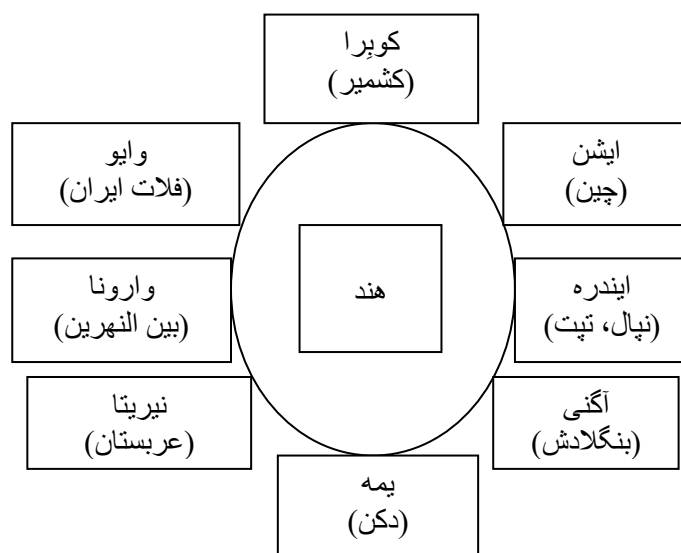 کوبِرا
(کشمیر)
ایشن
(چین)
وایو
(فلات ایران)
ایندره
(نپال، تپت)
هند
وارونا
(بین النهرین)
آگنی
(بنگلادش)
نیریتا
(عربستان)
یمه
(دکن)